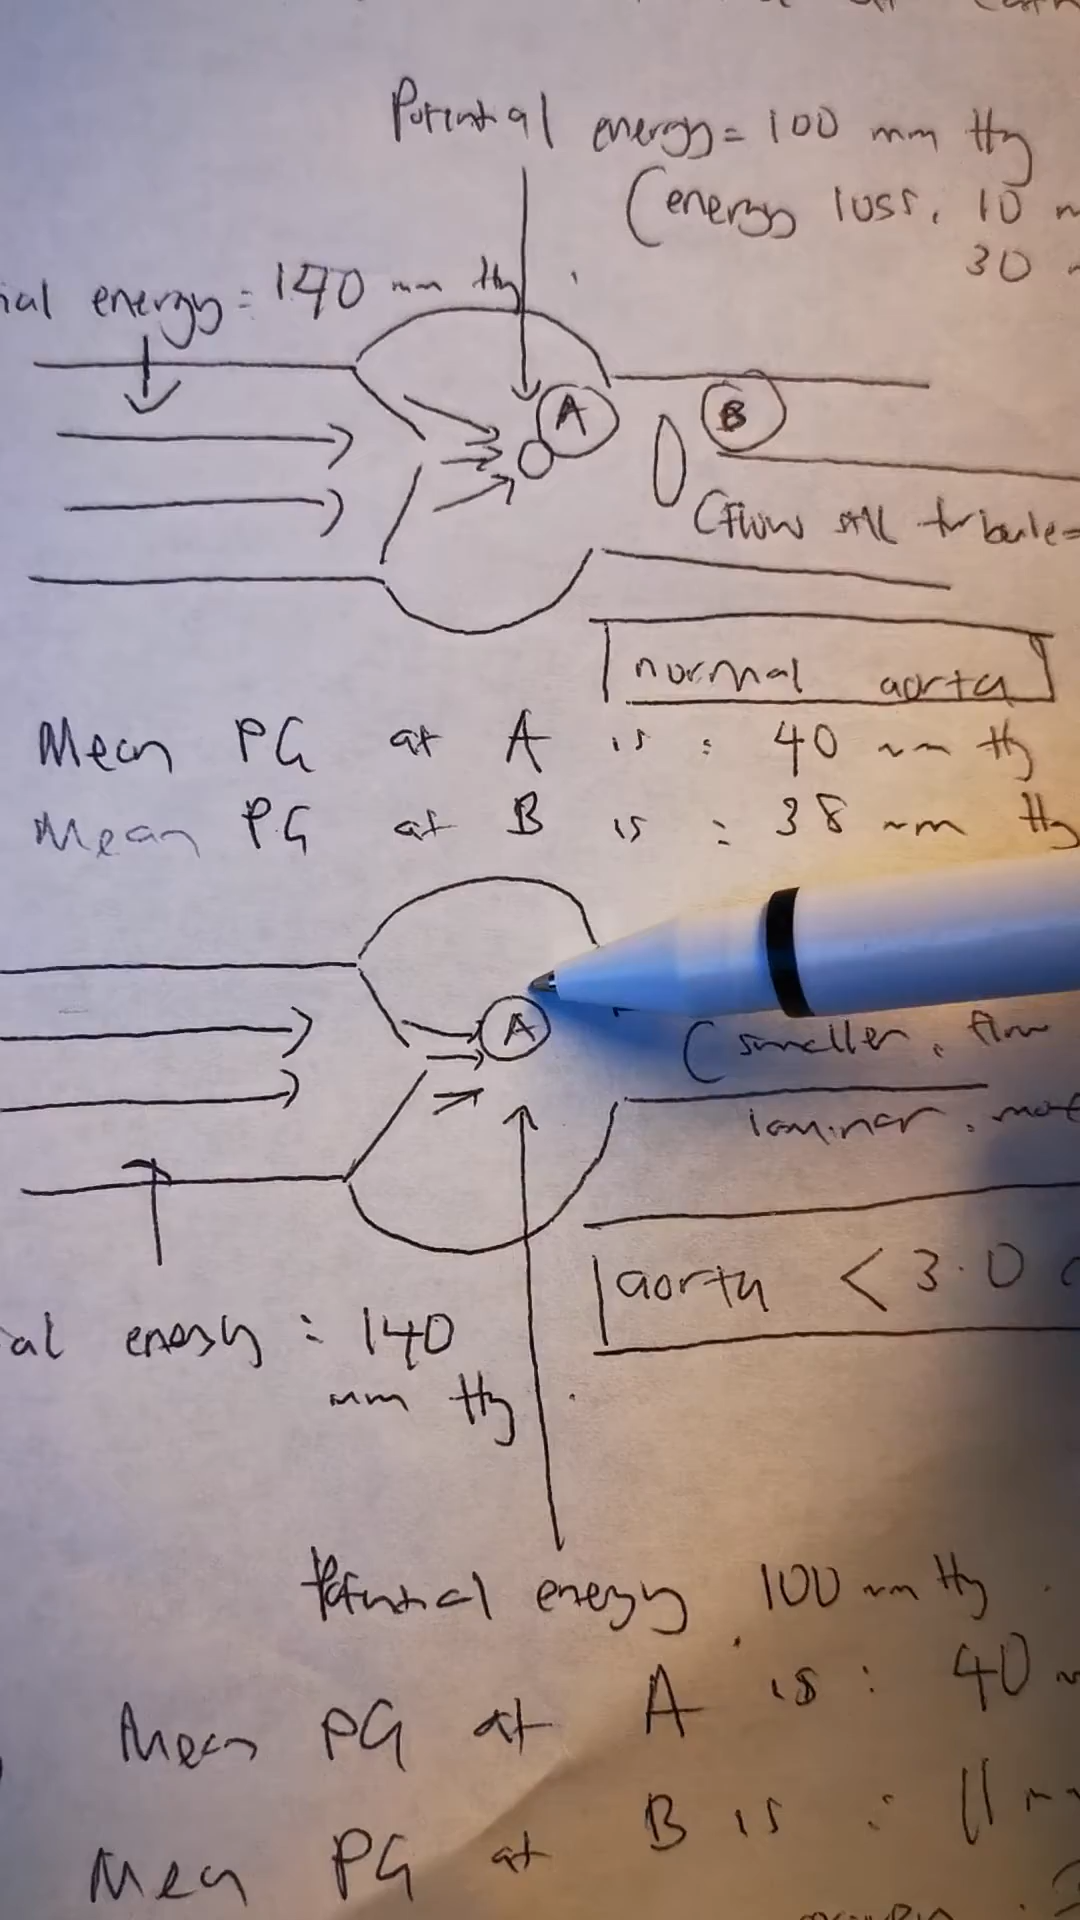 Potential energy = 100 mm Hg
(energy loss, 10
30
ial energy = 140 mm Hg
A
B
(Flow still turbule
normal aorta
Mean PG at A is : 40 mm Hg
Mean PG at B is : 38 mm Hg
A
(smaller, flow
laminar, mor
aorta < 3.0 c
al energy : 140
mm Hg
Potential energy 100 mm Hg
Mean PG at A is : 40 m
Mean PG at B is : 11 m